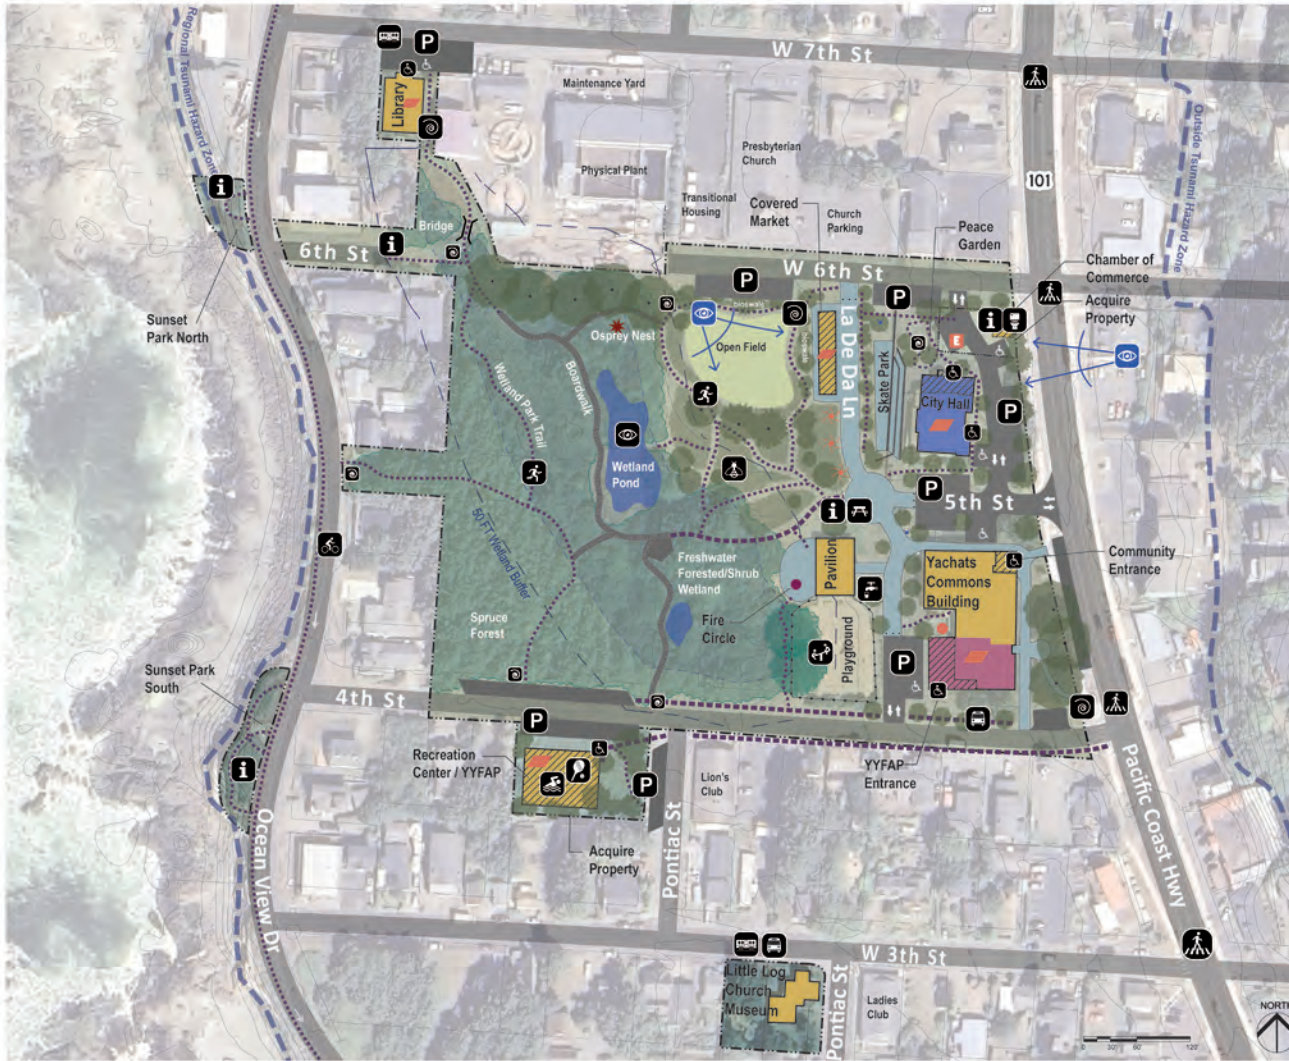 W 7th St
Regional Tsunami Hazard Zone
P
Library
Maintenance Yard
Outside Tsunami Hazard Zone
Physical Plant
Presbyterian
Church
101
Transitional
Housing
Covered
Market
Church
Parking
Peace
Garden
i
Bridge
6th St
i
W 6th St
Chamber of
Commerce
Acquire
Property
P
P
bioswale
i
Sunset
Park North
Osprey Nest
Open Field
La De Da Ln
E
Skate Park
City Hall
P
Wetland Park Trail
Boardwalk
Wetland
Pond
P
5th St
i
50 FT Wetland Buffer
Freshwater
Forested/Shrub
Wetland
Pavilion
Yachats
Commons
Building
Community
Entrance
Spruce
Forest
Fire
Circle
Playground
P
Sunset Park
South
4th St
i
P
Recreation
Center / YYFAP
P
Lion's
Club
YYFAP
Entrance
Pacific Coast Hwy
Acquire
Property
Pontiac St
Ocean View Dr
W 3th St
Little Log
Church
Museum
Pontiac St
Ladies
Club
NORTH
0 30' 60' 120'